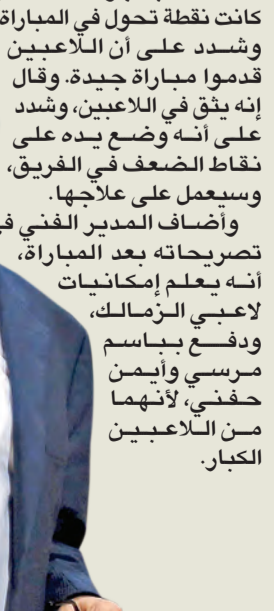 كانت نقطة تحول في المباراة
وشدد على أن اللاعبين
قدموا مباراة جيدة. وقال
إنه يثق في اللاعبين، وشدد
على أنه وضع يده على
نقاط الضعف في الفريق،
وسيعمل على علاجها.
وأضاف المدير الفني في
تصريحاته بعد المباراة،
أنه يعلم إمكانيات
لاعبي الزمالك،
ودفع بباسم
مرسي وأيمن
حفني، لأنهما
من اللاعبين
الكبار.